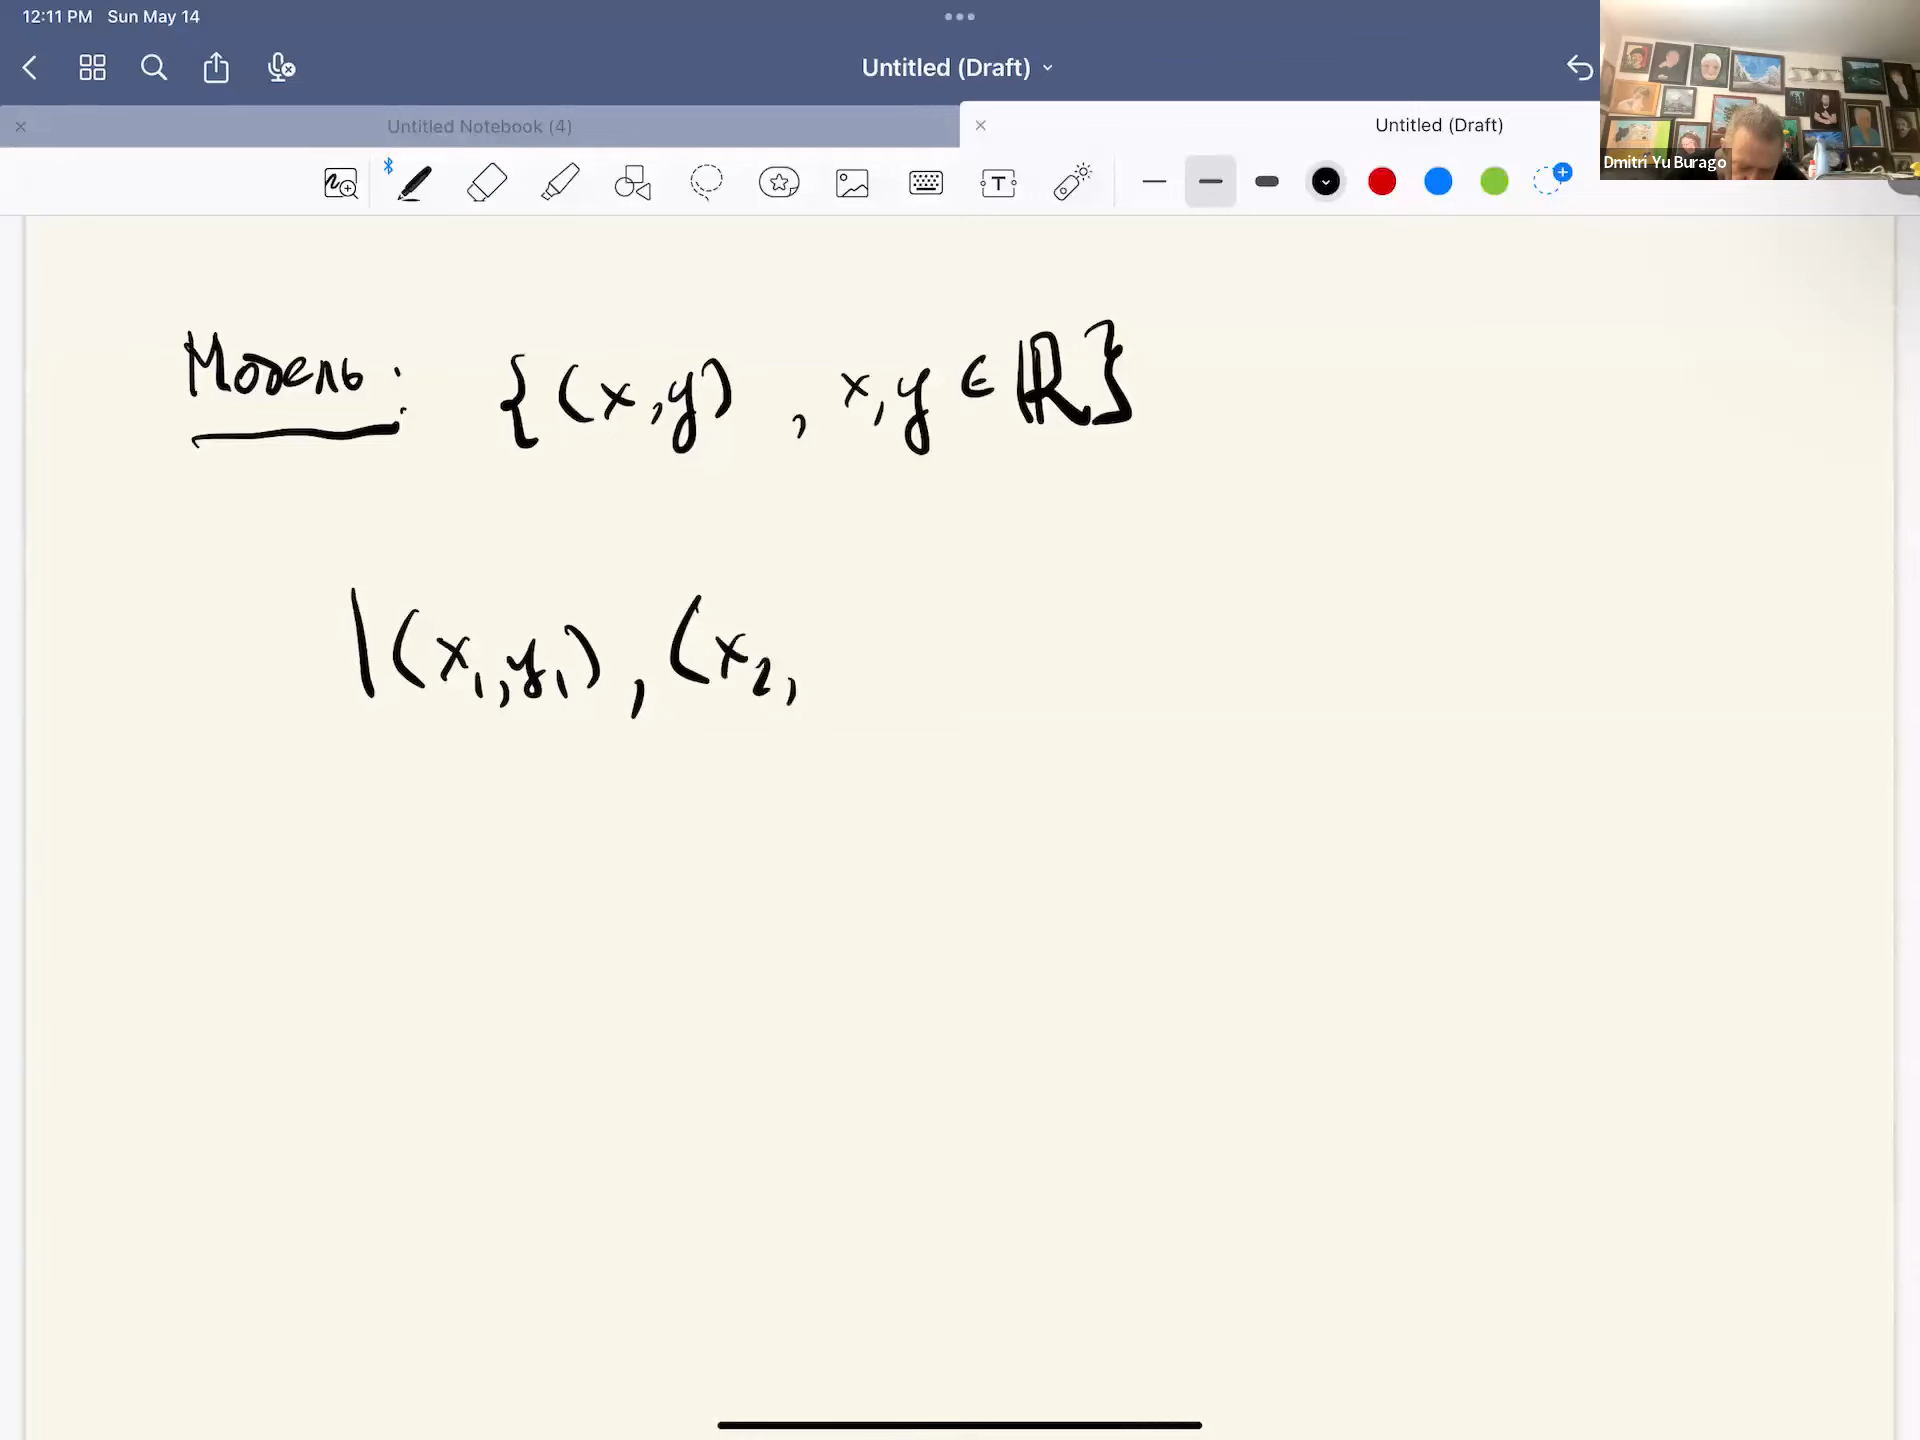 12:11 PM Sun May 14
Untitled (Draft)
Untitled Notebook (4)
Untitled (Draft)
T
Dmitri Yu Burago
Модель: {(x,y) , x,y ∈ ℝ}
|(x₁,y₁), (x₂,